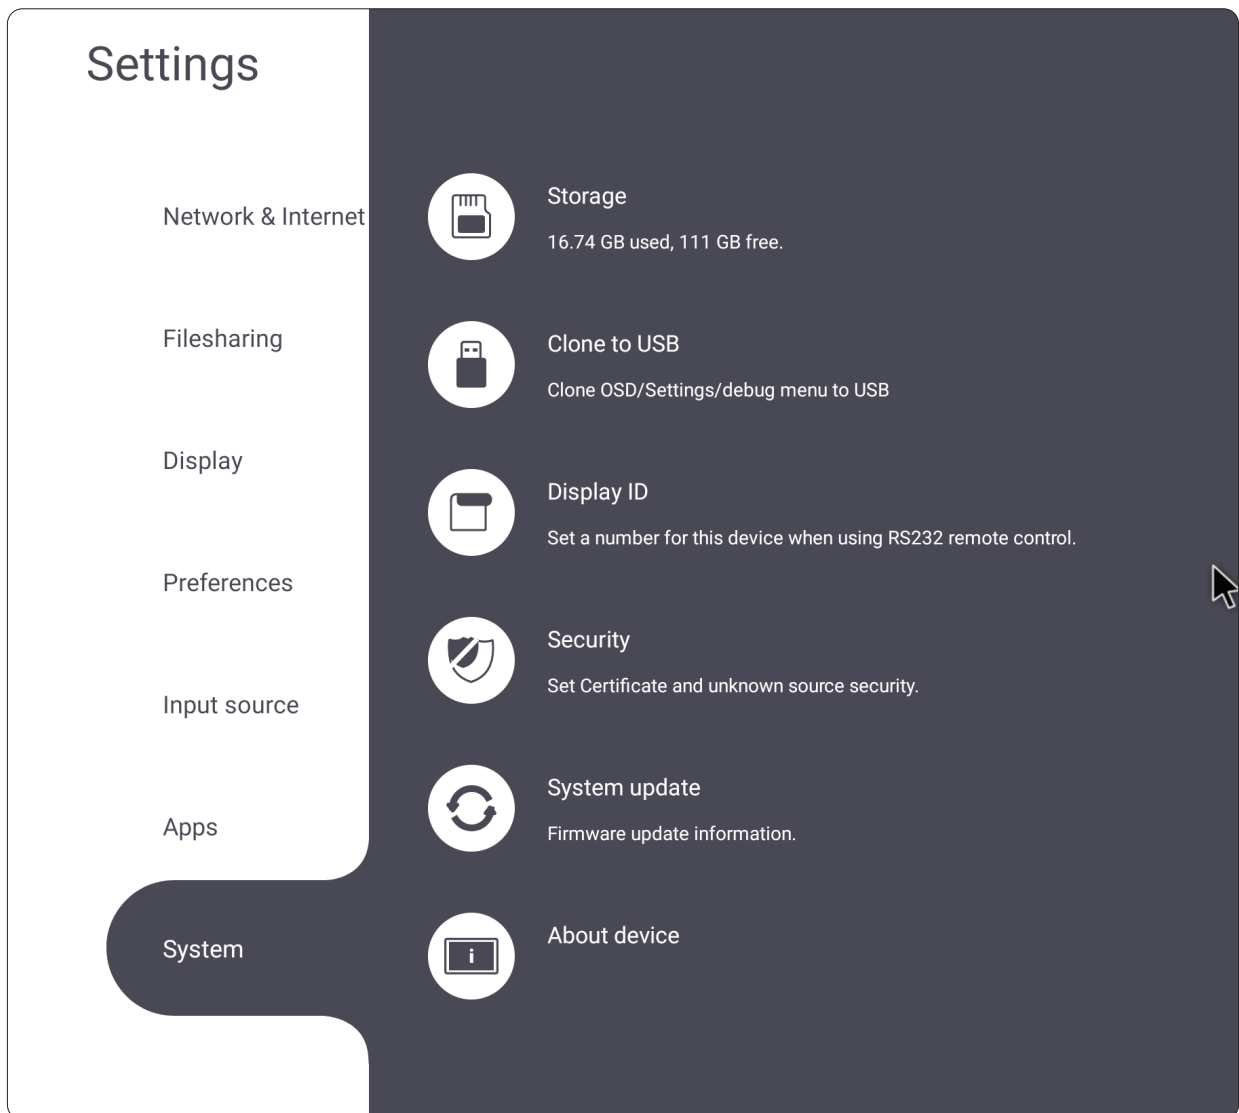 Settings
Network & Internet
Filesharing
Display
Preferences
Input source
Apps
System
Storage
16.74 GB used, 111 GB free.
Clone to USB
Clone OSD/Settings/debug menu to USB
Display ID
Set a number for this device when using RS232 remote control.
Security
Set Certificate and unknown source security.
System update
Firmware update information.
About device
i